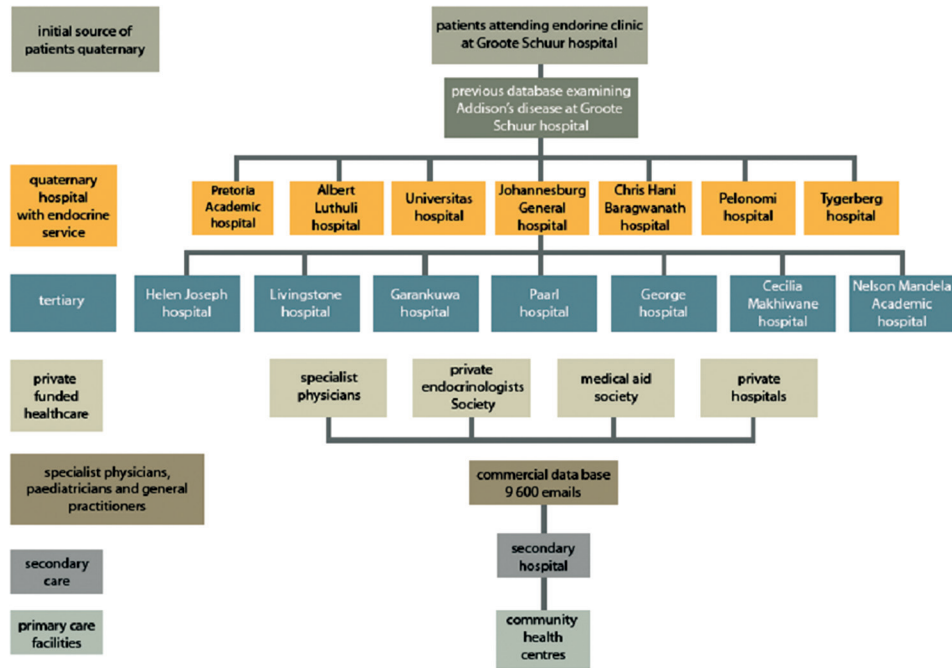 initial source of
patients quaternary
patients attending endorine clinic
at Groote Schuur hospital
previous database examining
Addison's disease at Groote
Schuur hospital
quaternary
hospital
with endocrine
service
Pretoria
Academic
hospital
Albert
Luthuli
hospital
Universitas
hospital
Johannesburg
General
hospital
Chris Hani
Baragwanath
hospital
Pelonomi
hospital
Tygerberg
hospital
tertiary
Helen Joseph
hospital
Livingstone
hospital
Garankuwa
hospital
Paarl
hospital
George
hospital
Cecilia
Makhiwane
hospital
Nelson Mandela
Academic
hospital
private
funded
healthcare
specialist
physicians
private
endocrinologists
Society
medical aid
society
private
hospitals
specialist physicians,
paediatricians and general
practitioners
commercial data base
9 600 emails
secondary
care
secondary
hospital
primary care
facilities
community
health
centres